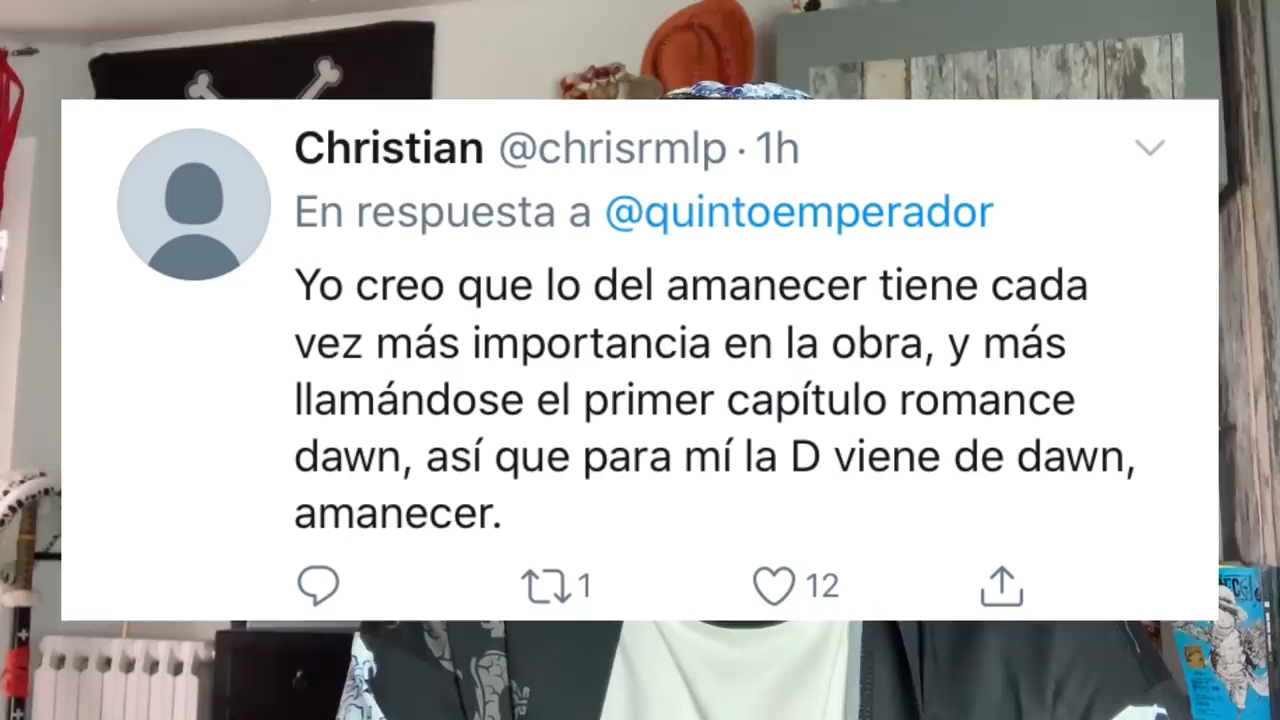 Christian @chrisrmlp · 1h
En respuesta a @quintoemperador
Yo creo que lo del amanecer tiene cada
vez más importancia en la obra, y más
llamándose el primer capítulo romance
dawn, así que para mí la D viene de dawn,
amanecer.
1 12